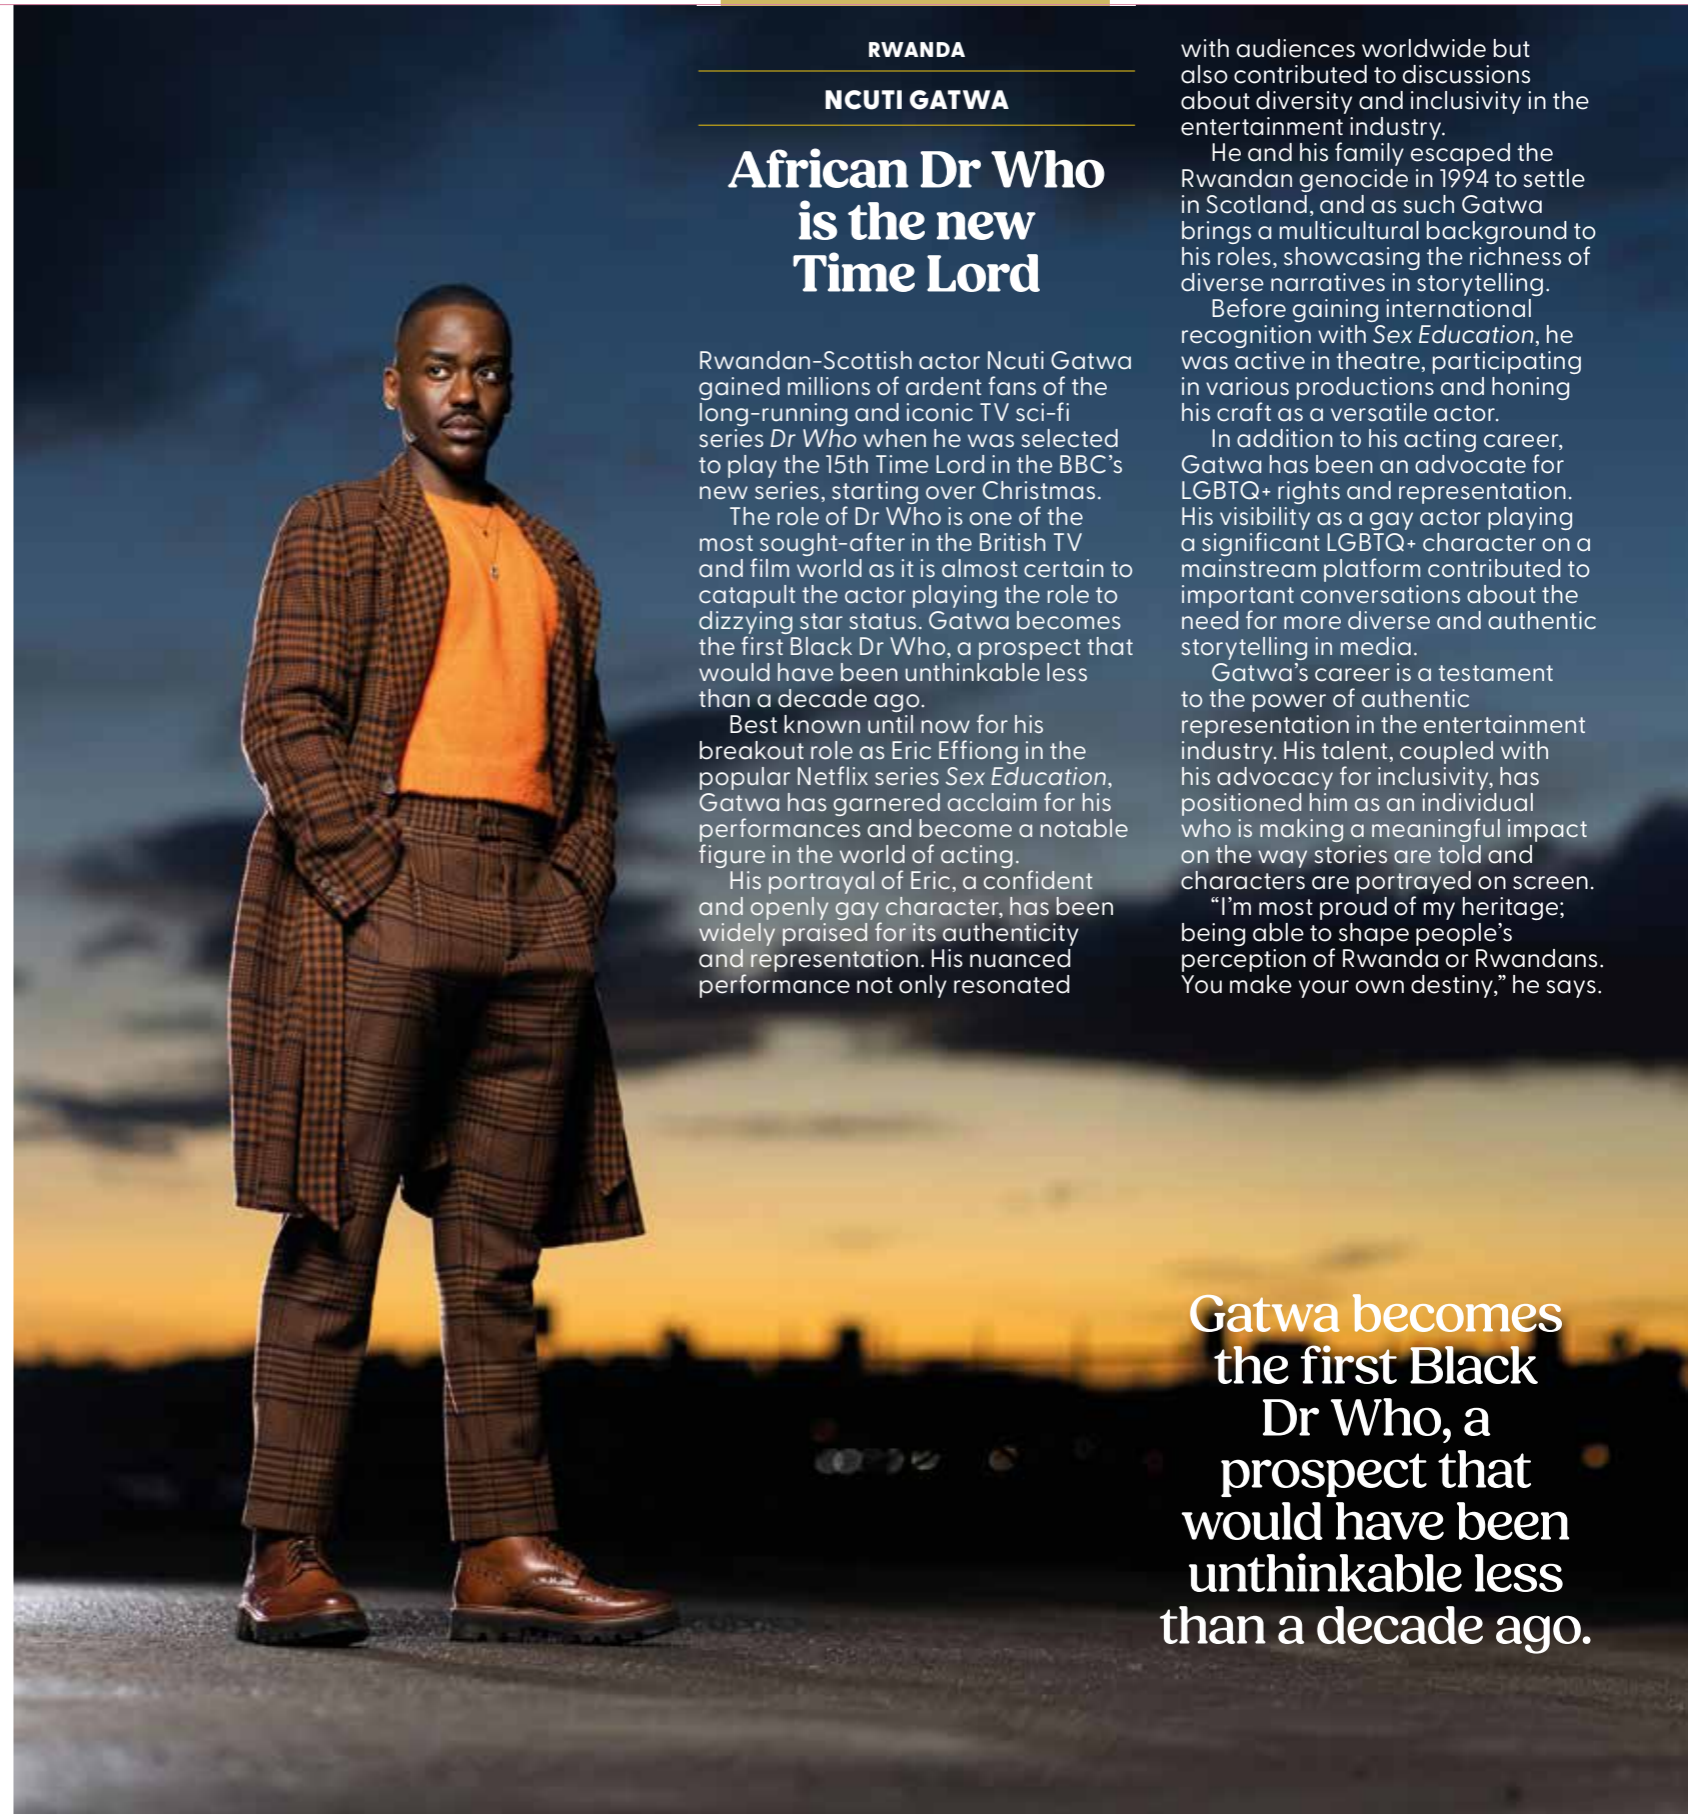 RWANDA
NCUTI GATWA
African Dr Who
is the new
Time Lord
Rwandan-Scottish actor Ncuti Gatwa
gained millions of ardent fans of the
long-running and iconic TV sci-fi
series Dr Who when he was selected
to play the 15th Time Lord in the BBC’s
new series, starting over Christmas.
The role of Dr Who is one of the
most sought-after in the British TV
and film world as it is almost certain to
catapult the actor playing the role to
dizzying star status. Gatwa becomes
the first Black Dr Who, a prospect that
would have been unthinkable less
than a decade ago.
Best known until now for his
breakout role as Eric Effiong in the
popular Netflix series Sex Education,
Gatwa has garnered acclaim for his
performances and become a notable
figure in the world of acting.
His portrayal of Eric, a confident
and openly gay character, has been
widely praised for its authenticity
and representation. His nuanced
performance not only resonated
with audiences worldwide but
also contributed to discussions
about diversity and inclusivity in the
entertainment industry.
He and his family escaped the
Rwandan genocide in 1994 to settle
in Scotland, and as such Gatwa
brings a multicultural background to
his roles, showcasing the richness of
diverse narratives in storytelling.
Before gaining international
recognition with Sex Education, he
was active in theatre, participating
in various productions and honing
his craft as a versatile actor.
In addition to his acting career,
Gatwa has been an advocate for
LGBTQ+ rights and representation.
His visibility as a gay actor playing
a significant LGBTQ+ character on a
mainstream platform contributed to
important conversations about the
need for more diverse and authentic
storytelling in media.
Gatwa’s career is a testament
to the power of authentic
representation in the entertainment
industry. His talent, coupled with
his advocacy for inclusivity, has
positioned him as an individual
who is making a meaningful impact
on the way stories are told and
characters are portrayed on screen.
“I’m most proud of my heritage;
being able to shape people’s
perception of Rwanda or Rwandans.
You make your own destiny,” he says.
Gatwa becomes
the first Black
Dr Who, a
prospect that
would have been
unthinkable less
than a decade ago.